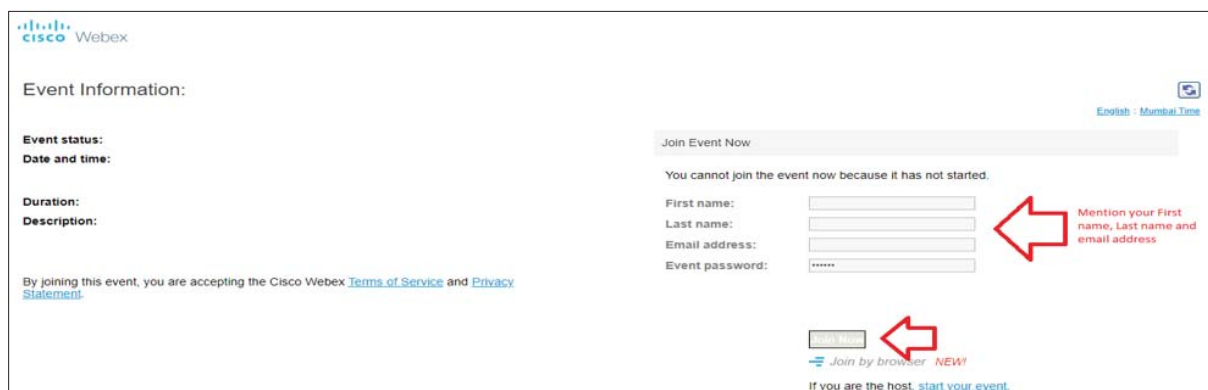 CISCO Webex
Event Information:
English : Mumbai Time
Event status:
Date and time:
Duration:
Description:
By joining this event, you are accepting the Cisco Webex Terms of Service and Privacy
Statement.
Join Event Now
You cannot join the event now because it has not started.
First name:
Last name:
Email address:
Event password:
Mention your First
name, Last name and
email address
Join Now
Join by browser NEW!
If you are the host, start your event.